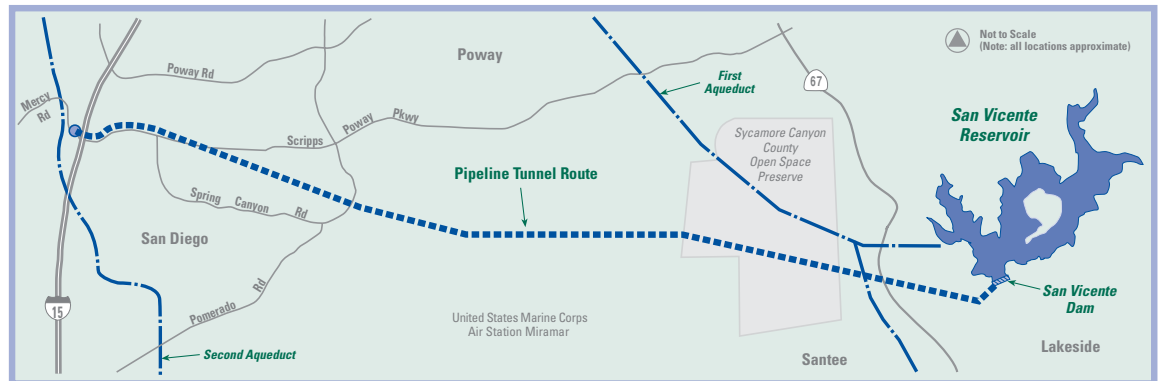 Poway
Not to Scale
(Note: all locations approximate)
Poway Rd
First
Aqueduct
67
Mercy
Rd
San Vicente
Reservoir
Scripps Poway Pkwy
Sycamore Canyon
County
Open Space
Preserve
Pipeline Tunnel Route
Spring Canyon Rd
San Diego
Pomerado Rd
15
San Vicente
Dam
United States Marine Corps
Air Station Miramar
Second Aqueduct
Santee
Lakeside